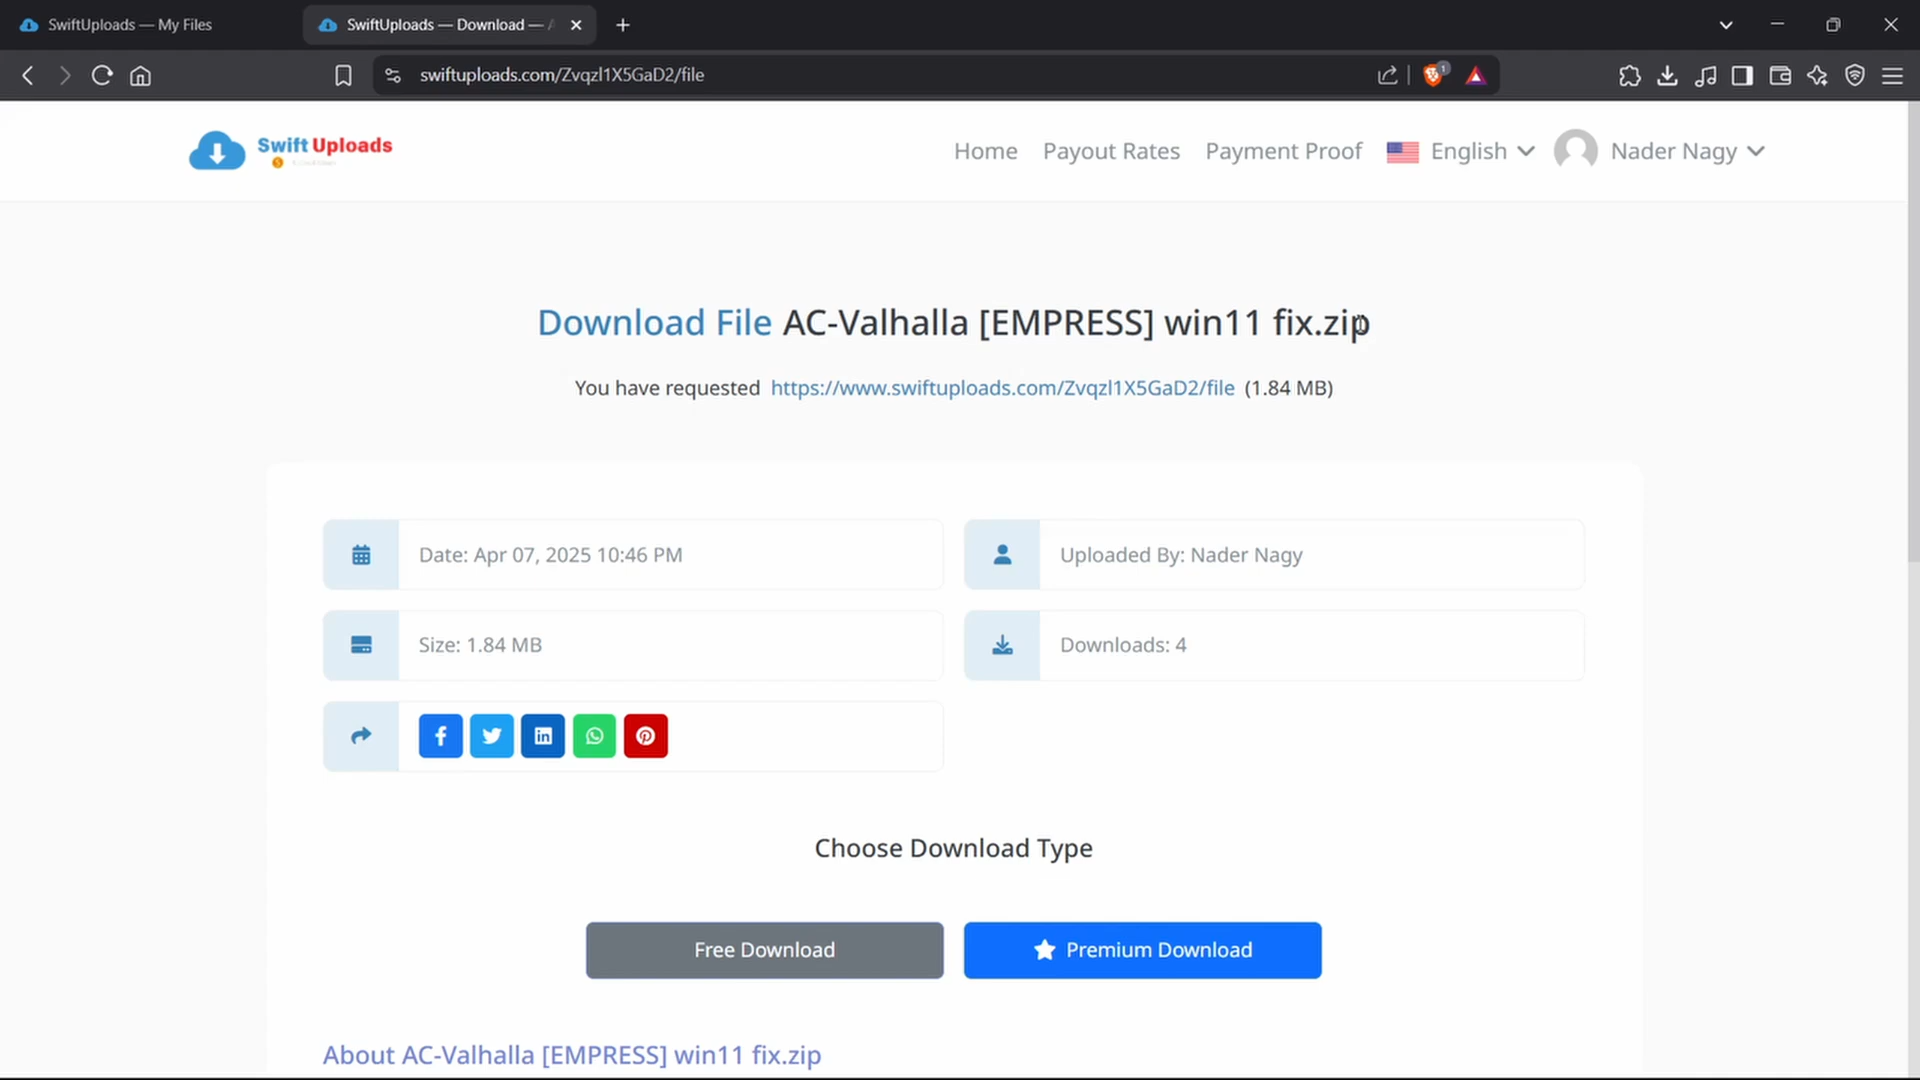 SwiftUploads — My Files
SwiftUploads — Download —
swiftuploads.com/Zvqzl1X5GaD2/file
1
Swift Uploads
Home
Payout Rates
Payment Proof
English
Nader Nagy
Download File AC-Valhalla [EMPRESS] win11 fix.zip
You have requested https://www.swiftuploads.com/Zvqzl1X5GaD2/file (1.84 MB)
Date: Apr 07, 2025 10:46 PM
Uploaded By: Nader Nagy
Size: 1.84 MB
Downloads: 4
Choose Download Type
Free Download
Premium Download
About AC-Valhalla [EMPRESS] win11 fix.zip